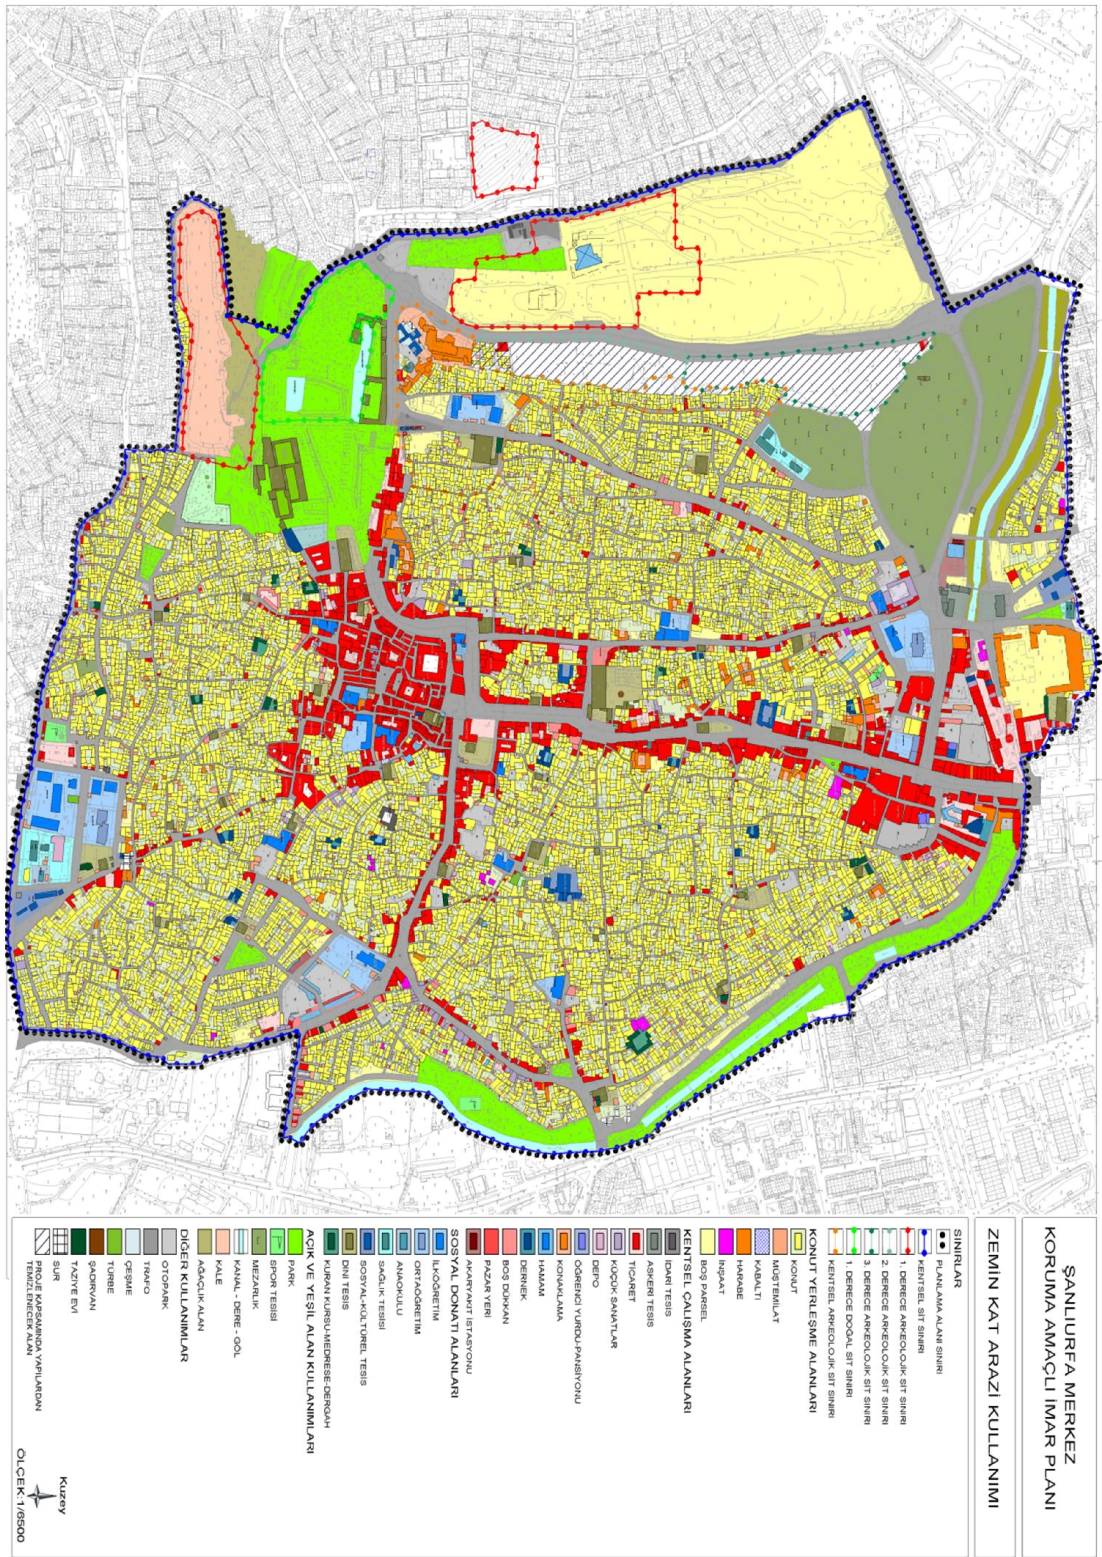 ŞANLIURFA MERKEZ
KORUMA AMAÇLI İMAR PLANI
ZEMİN KAT ARAZİ KULLANIMI
SINIRLAR
PLANLAMA ALANI SINIRI
KENTSEL SİT SINIRI
1. DERECE ARKEOLOJİK SİT SINIRI
2. DERECE ARKEOLOJİK SİT SINIRI
3. DERECE ARKEOLOJİK SİT SINIRI
1. DERECE DOĞAL SİT SINIRI
KENTSEL ARKEOLOJİK SİT SINIRI
KONUT YERLEŞME ALANLARI
KONUT
MÜŞTEMİLAT
KABALTI
HARABE
İNŞAAT
BOŞ PARSEL
KENTSEL ÇALIŞMA ALANLARI
İDARİ TESİS
ASKERİ TESİS
TİCARET
KÜÇÜK SANATLAR
DEPO
ÖĞRENCİ YURDU-PANSİYONU
KONAKLAMA
HAMAM
DERNEK
BOŞ DÜKKAN
PAZAR YERİ
AKARYAKIT İSTASYONU
SOSYAL DONATI ALANLARI
İLKÖĞRETİM
ORTAÖĞRETİM
ANAOKULU
SAĞLIK TESİSİ
SOSYAL-KÜLTÜREL TESİS
DİNİ TESİS
KURAN KURSU-MEDRESE-DERGAH
AÇIK VE YEŞİL ALAN KULLANIMLARI
PARK
SPOR TESİSİ
MEZARLIK
KANAL - DERE - GÖL
KALE
AĞAÇLIK ALAN
DİĞER KULLANIMLAR
OTOPARK
TRAFO
ÇEŞME
TÜRBE
ŞADIRVAN
TAZİYE EVİ
SUR
PROJE KAPSAMINDA YAPILARDAN
TEMİZLENECEK ALAN
Kuzey
ÖLÇEK:1/6500